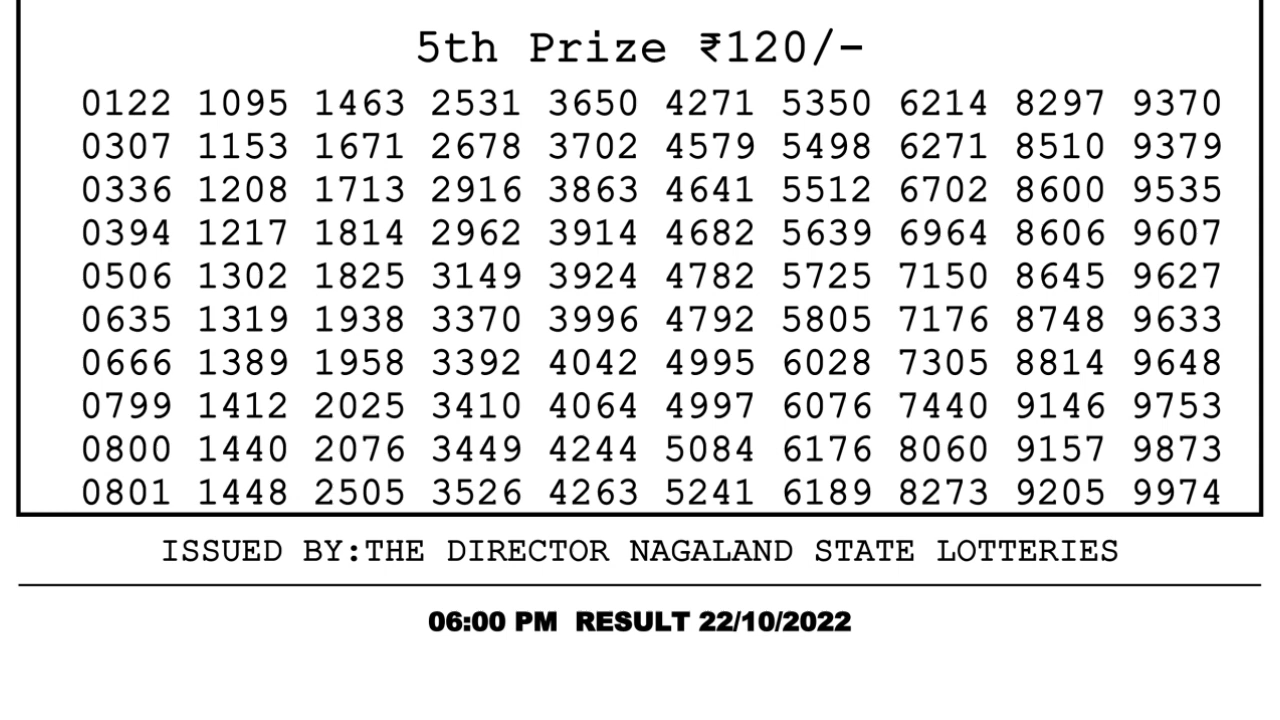 5th Prize ₹120/-
0122 1095 1463 2531 3650 4271 5350 6214 8297 9370
0307 1153 1671 2678 3702 4579 5498 6271 8510 9379
0336 1208 1713 2916 3863 4641 5512 6702 8600 9535
0394 1217 1814 2962 3914 4682 5639 6964 8606 9607
0506 1302 1825 3149 3924 4782 5725 7150 8645 9627
0635 1319 1938 3370 3996 4792 5805 7176 8748 9633
0666 1389 1958 3392 4042 4995 6028 7305 8814 9648
0799 1412 2025 3410 4064 4997 6076 7440 9146 9753
0800 1440 2076 3449 4244 5084 6176 8060 9157 9873
0801 1448 2505 3526 4263 5241 6189 8273 9205 9974
ISSUED BY:THE DIRECTOR NAGALAND STATE LOTTERIES
06:00 PM RESULT 22/10/2022